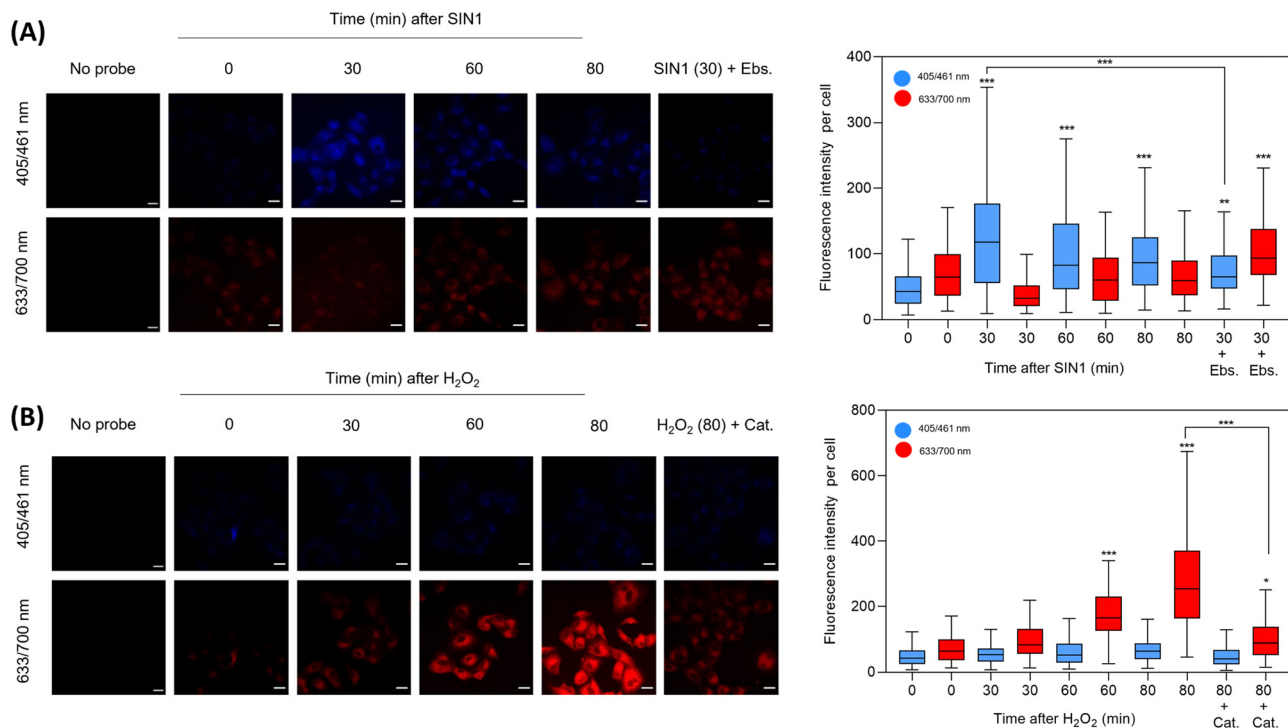 (A)
Time (min) after SIN1
No probe 0 30 60 80 SIN1 (30) + Ebs.
405/461 nm
633/700 nm
Fluorescence intensity per cell
400
300
200
100
0
405/461 nm
633/700 nm
***
***
***
***
**
***
0 0 30 30 60 60 80 80 30 30
+ +
Ebs. Ebs.
Time after SIN1 (min)
(B)
Time (min) after H₂O₂
No probe 0 30 60 80 H₂O₂ (80) + Cat.
405/461 nm
633/700 nm
Fluorescence intensity per cell
800
600
400
200
0
405/461 nm
633/700 nm
***
***
***
*
0 0 30 30 60 60 80 80 80 80
+ +
Cat. Cat.
Time after H₂O₂ (min)